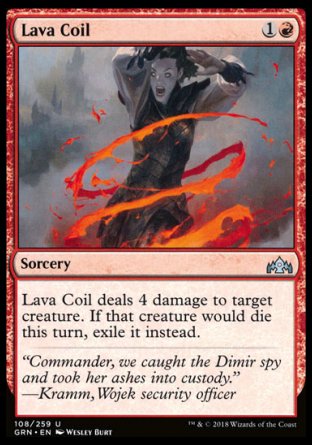 Lava Coil 1
Sorcery
Lava Coil deals 4 damage to target
creature. If that creature would die
this turn, exile it instead.
“Commander, we caught the Dimir spy
and took her ashes into custody.”
—Kramm, Wojek security officer
108/259 U
GRN • EN Wesley Burt
™ & © 2018 Wizards of the Coast